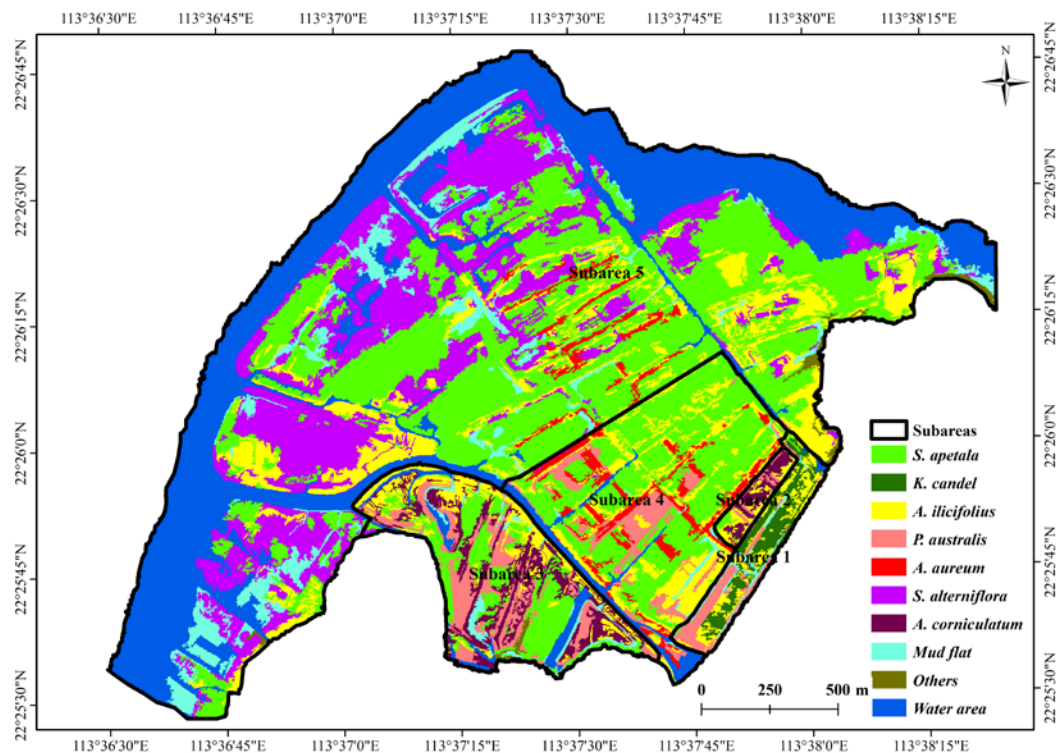 113°36'30"E 113°36'45"E 113°37'0"E 113°37'15"E 113°37'30"E 113°37'45"E 113°38'0"E 113°38'15"E
N
22°26'45"N 22°26'45"N
22°26'30"N 22°26'30"N
Subarea 5
22°26'15"N 22°26'15"N
22°26'0"N 22°26'0"N
Subareas
S. apetala
K. candel
Subarea 4 Subarea 2
A. ilicifolius
P. australis
Subarea 1
22°25'45"N 22°25'45"N
Subarea 3
A. aureum
S. alterniflora
A. corniculatum
Mud flat
Others
0 250 500 m
Water area
22°25'30"N 22°25'30"N
113°36'30"E 113°36'45"E 113°37'0"E 113°37'15"E 113°37'30"E 113°37'45"E 113°38'0"E 113°38'15"E